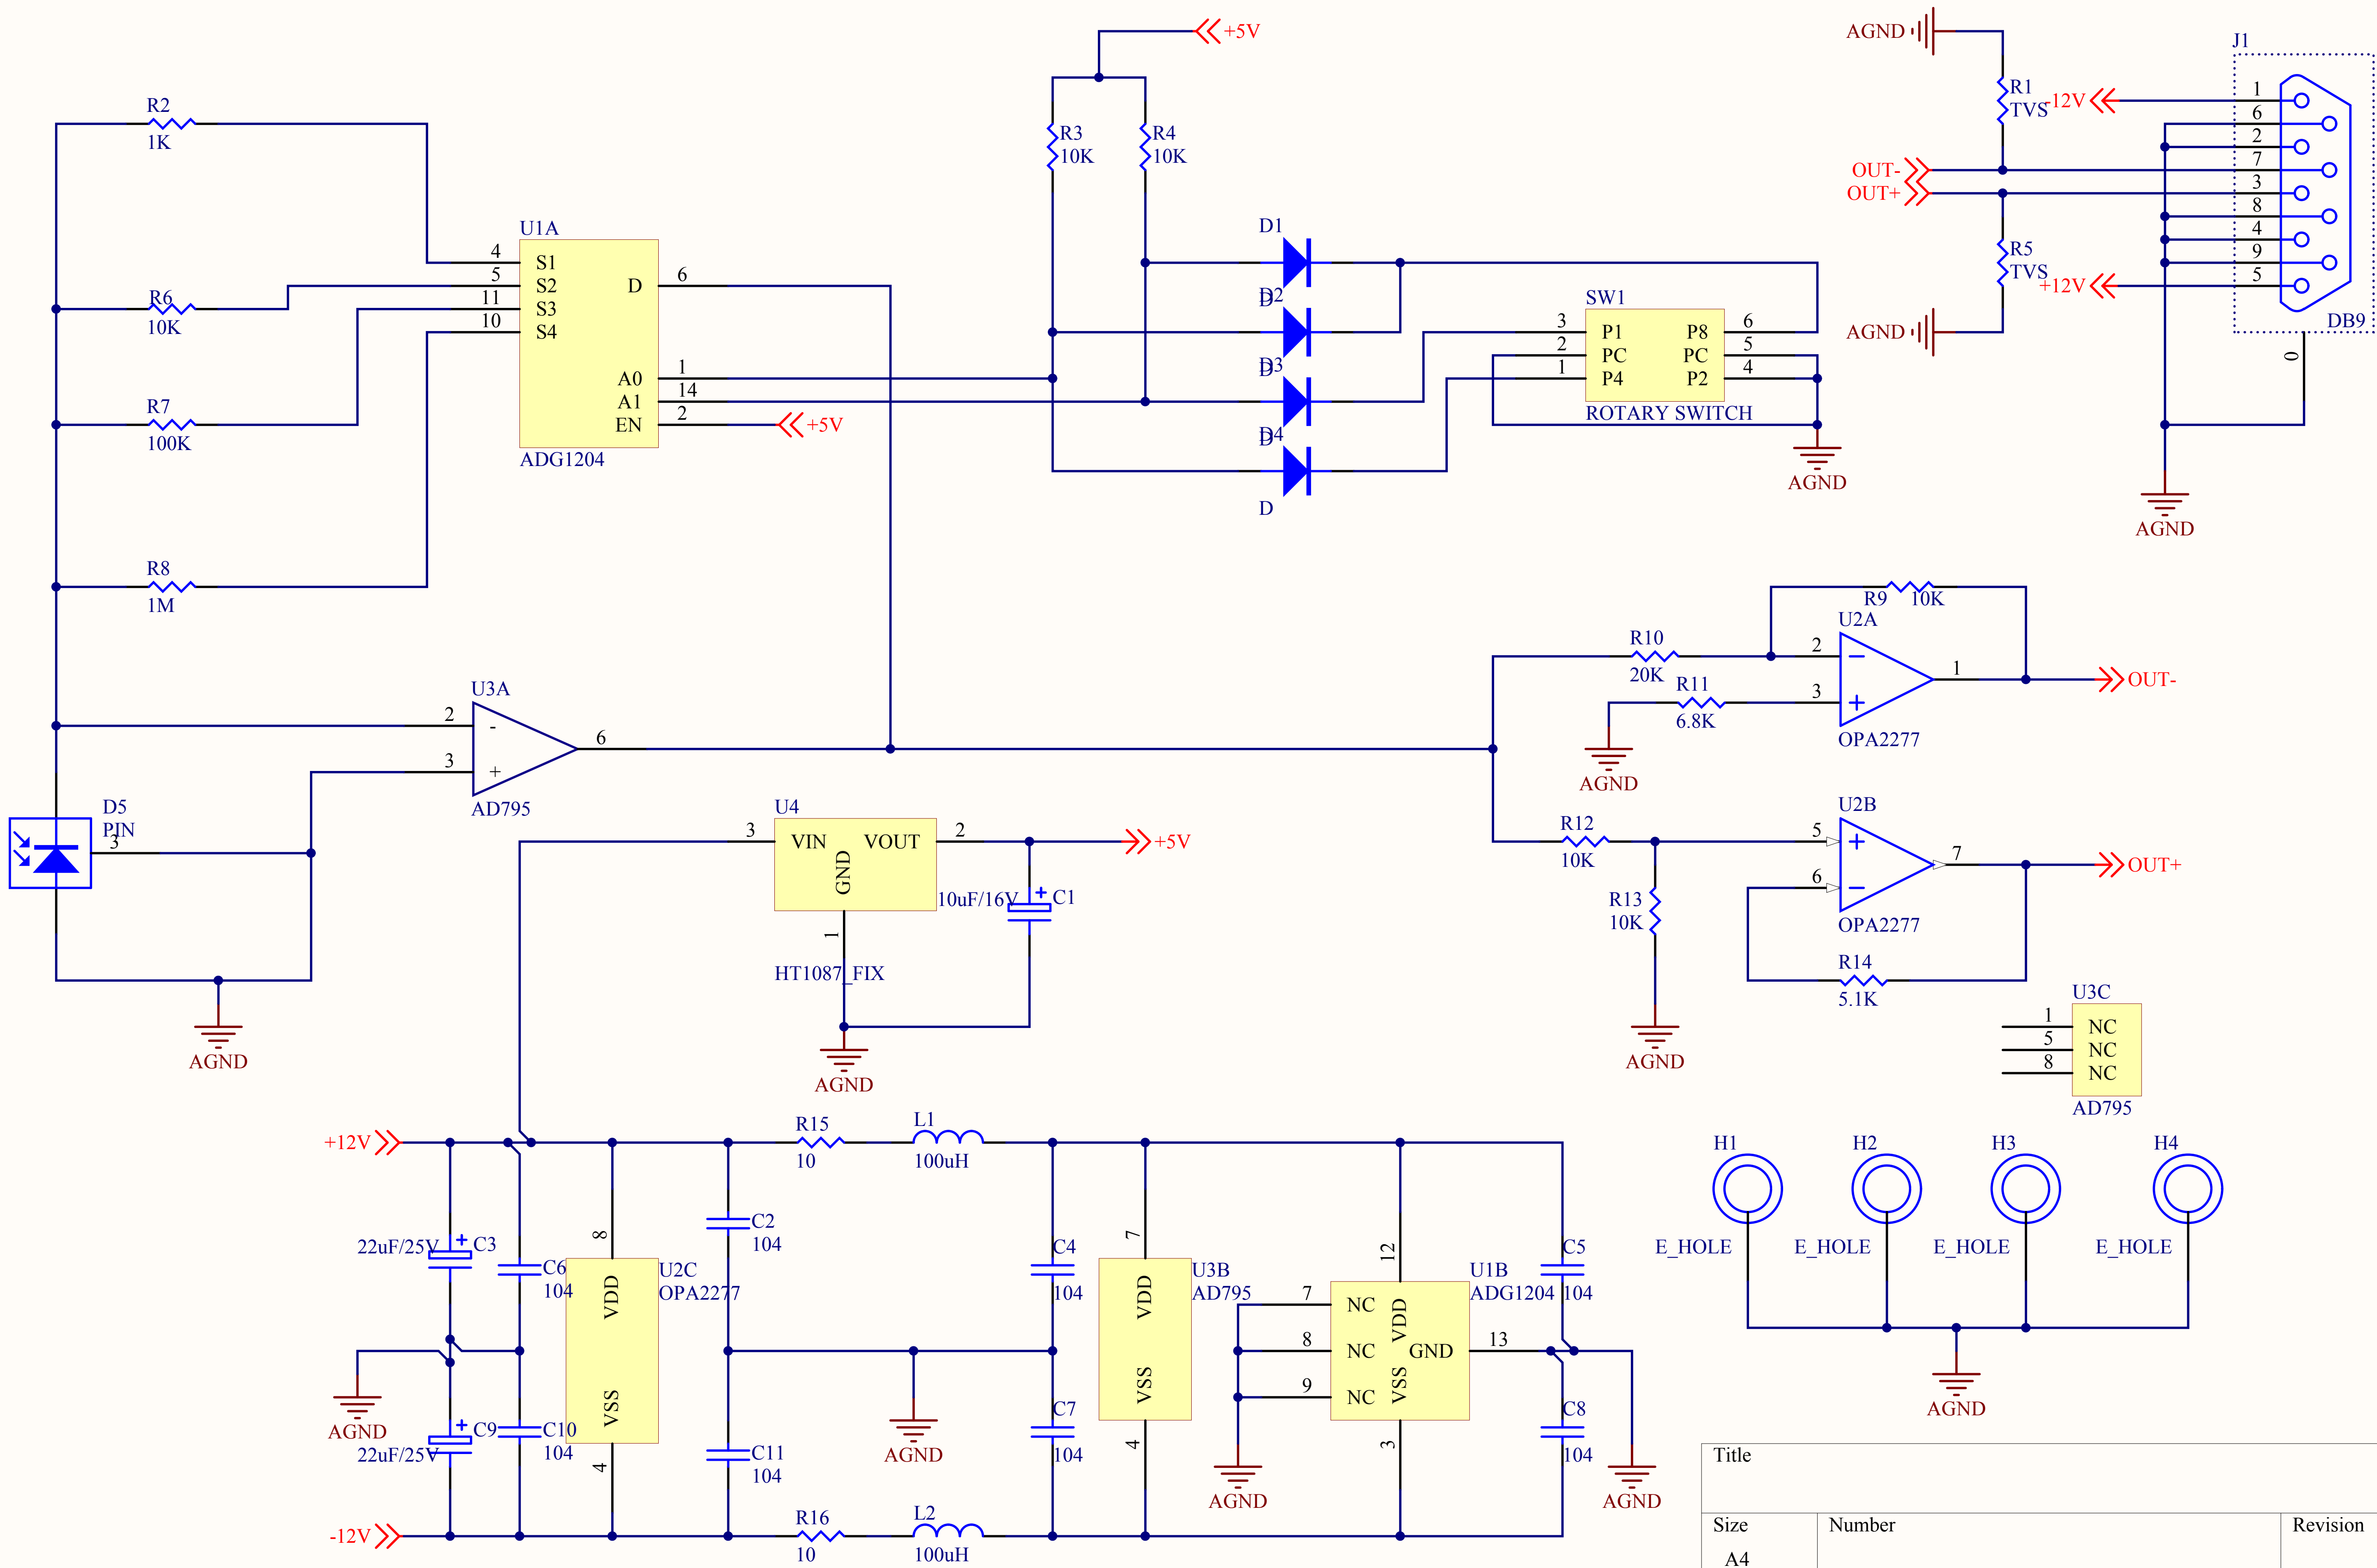 +5V
AGND
J1
R2
1K
R3
10K
R4
10K
R1
TVS
-12V
1
6
2
7
3
8
4
9
5
OUT-
OUT+
R5
TVS
+12V
AGND
DB9
0
AGND
U1A
4
S1
5
S2
11
S3
10
S4
D
6
A0
1
A1
14
EN
2
+5V
ADG1204
R6
10K
R7
100K
R8
1M
D1
D
D2
D
D3
D
D4
D
SW1
3
P1
P8
6
2
PC
PC
5
1
P4
P2
4
ROTARY SWITCH
AGND
R9
10K
U2A
R10
20K
2
1
OUT-
R11
6.8K
3
OPA2277
AGND
U3A
2
-
6
3
+
AD795
D5
PIN
3
AGND
U4
3
VIN
VOUT
2
+5V
GND
1
10uF/16V
+
C1
HT1087_FIX
AGND
U2B
R12
10K
5
7
OUT+
6
R13
10K
OPA2277
R14
5.1K
AGND
U3C
1
NC
5
NC
8
NC
AD795
+12V
R15
10
L1
100uH
22uF/25V
+
C3
C6
104
8
VDD
VSS
4
U2C
OPA2277
C2
104
C4
104
7
VDD
VSS
4
U3B
AD795
12
U1B
ADG1204
7
NC
8
NC
9
NC
VDD
GND
13
VSS
3
C5
104
AGND
22uF/25V
+
C9
C10
104
C11
104
AGND
C7
104
AGND
C8
104
AGND
-12V
R16
10
L2
100uH
H1
H2
H3
H4
E_HOLE
E_HOLE
E_HOLE
E_HOLE
AGND
Title
Size
Number
Revision
A4